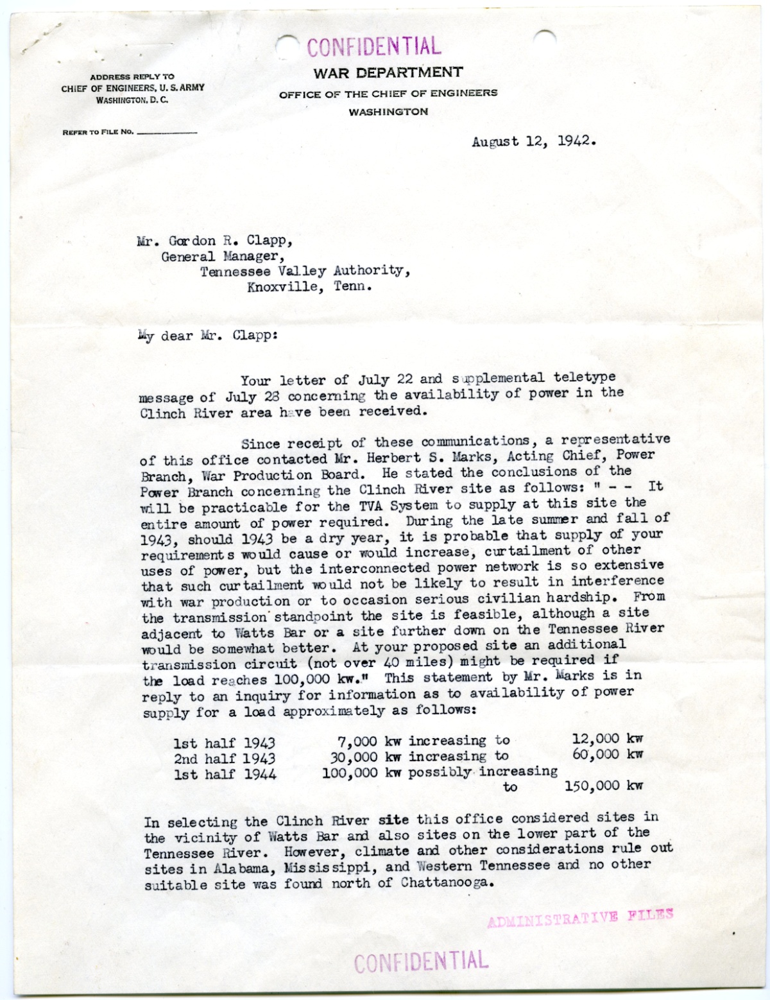 CONFIDENTIAL
WAR DEPARTMENT
OFFICE OF THE CHIEF OF ENGINEERS
WASHINGTON
ADDRESS REPLY TO
CHIEF OF ENGINEERS, U. S. ARMY
WASHINGTON, D. C.
REFER TO FILE NO.
August 12, 1942.
Mr. Gordon R. Clapp,
General Manager,
Tennessee Valley Authority,
Knoxville, Tenn.
My dear Mr. Clapp:
Your letter of July 22 and supplemental teletype
message of July 28 concerning the availability of power in the
Clinch River area have been received.
Since receipt of these communications, a representative
of this office contacted Mr. Herbert S. Marks, Acting Chief, Power
Branch, War Production Board. He stated the conclusions of the
Power Branch concerning the Clinch River site as follows: " - - It
will be practicable for the TVA System to supply at this site the
entire amount of power required. During the late summer and fall of
1943, should 1943 be a dry year, it is probable that supply of your
requirements would cause or would increase, curtailment of other
uses of power, but the interconnected power network is so extensive
that such curtailment would not be likely to result in interference
with war production or to occasion serious civilian hardship. From
the transmission standpoint the site is feasible, although a site
adjacent to Watts Bar or a site further down on the Tennessee River
would be somewhat better. At your proposed site an additional
transmission circuit (not over 40 miles) might be required if
the load reaches 100,000 kw." This statement by Mr. Marks is in
reply to an inquiry for information as to availability of power
supply for a load approximately as follows:
1st half 1943 7,000 kw increasing to 12,000 kw
2nd half 1943 30,000 kw increasing to 60,000 kw
1st half 1944 100,000 kw possibly increasing
to 150,000 kw
In selecting the Clinch River site this office considered sites in
the vicinity of Watts Bar and also sites on the lower part of the
Tennessee River. However, climate and other considerations rule out
sites in Alabama, Mississippi, and Western Tennessee and no other
suitable site was found north of Chattanooga.
ADMINISTRATIVE FILES
CONFIDENTIAL